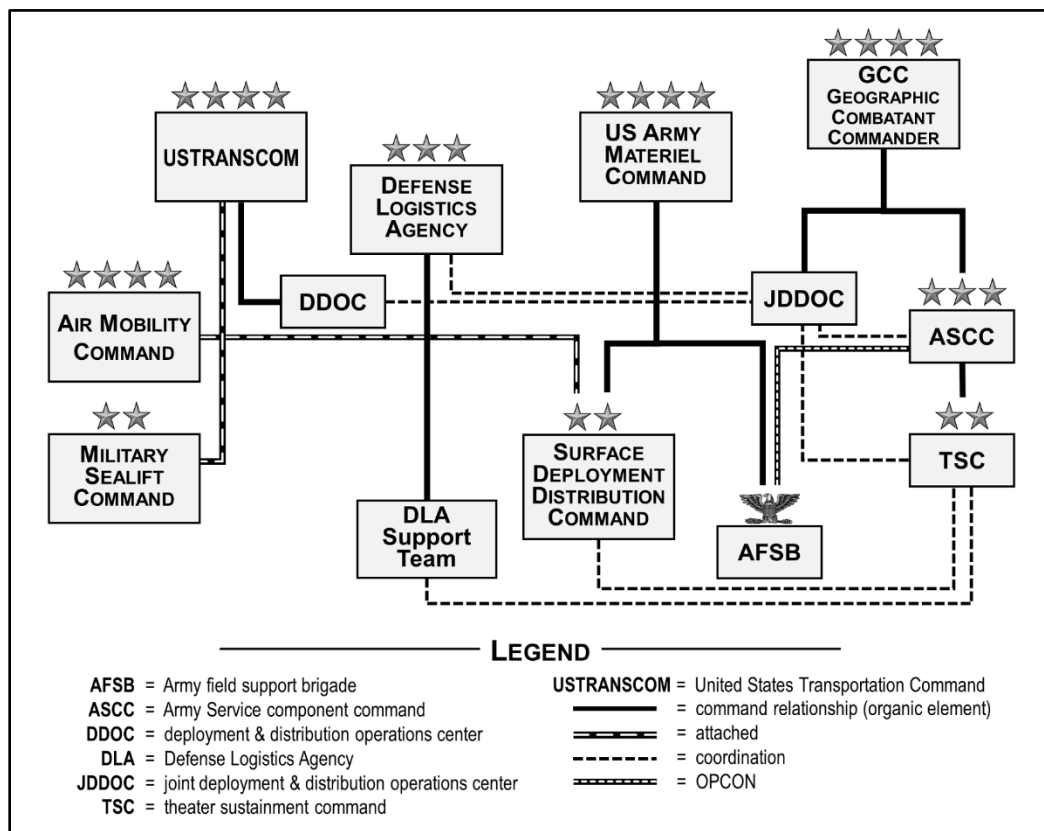 USTRANSCOM
DEFENSE
LOGISTICS
AGENCY
US ARMY
MATERIEL
COMMAND
GCC
GEOGRAPHIC
COMBATANT
COMMANDER
AIR MOBILITY
COMMAND
DDOC
JDDOC
ASCC
MILITARY
SEALIFT
COMMAND
DLA
Support
Team
SURFACE
DEPLOYMENT
DISTRIBUTION
COMMAND
AFSB
TSC
LEGEND
AFSB = Army field support brigade
ASCC = Army Service component command
DDOC = deployment & distribution operations center
DLA = Defense Logistics Agency
JDDOC = joint deployment & distribution operations center
TSC = theater sustainment command
USTRANSCOM = United States Transportation Command
= command relationship (organic element)
= attached
= coordination
= OPCON